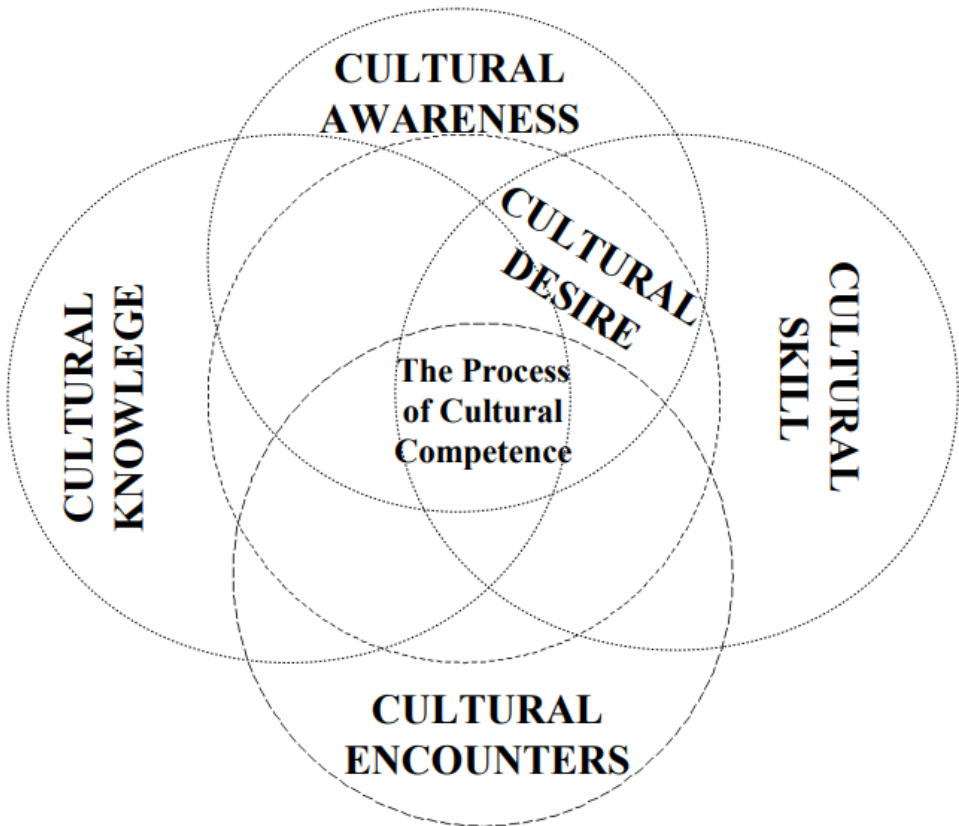 CULTURAL
AWARENESS
CULTURAL
DESIRE
CULTURAL
KNOWLEGE
The Process
of Cultural
Competence
CULTURAL
SKILL
CULTURAL
ENCOUNTERS